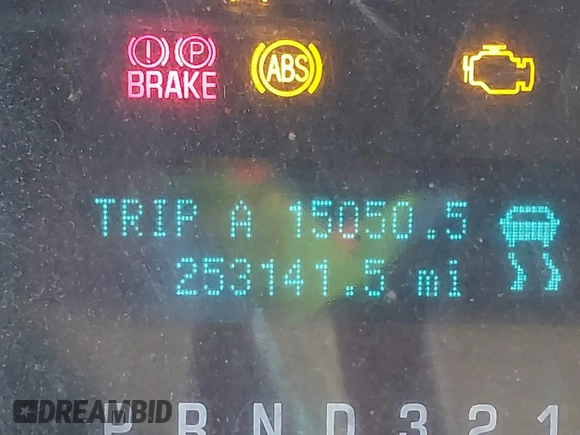 (!) (P) ABS
BRAKE
TRIP A 15050.5
253141.5 mi
P R N D 3 2 1
DREAMBID